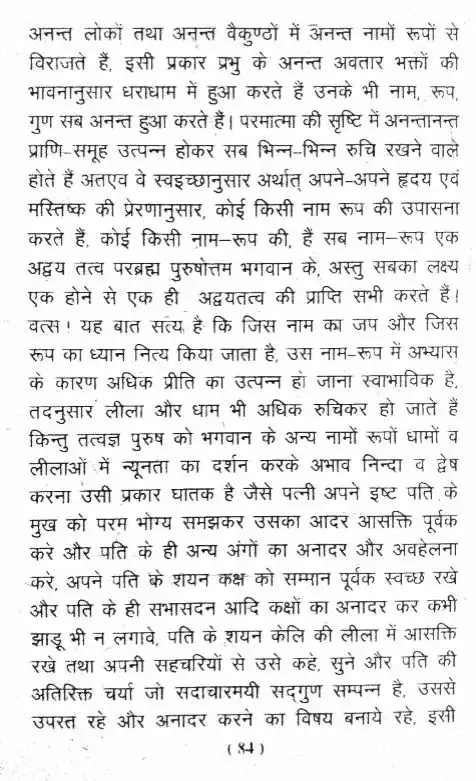 अनन्त लोकों तथा अनन्त वैकुण्ठों में अनन्त नामों रूपों से
विराजते हैं, इसी प्रकार प्रभु के अनन्त अवतार भक्तों की
भावनानुसार धराधाम में हुआ करते हैं उनके भी नाम, रूप,
गुण सब अनन्त हुआ करते हैं। परमात्मा की सृष्टि में अनन्तानन्त
प्राणि-समूह उत्पन्न होकर सब भिन्न-भिन्न रुचि रखने वाले
होते हैं अतएव वे स्वइच्छानुसार अर्थात् अपने-अपने हृदय एवं
मस्तिष्क की प्रेरणानुसार, कोई किसी नाम रूप की उपासना
करते हैं, कोई किसी नाम-रूप की, हैं सब नाम-रूप एक
अद्वय तत्व परब्रह्म पुरुषोत्तम भगवान के, अस्तु सबका लक्ष्य
एक होने से एक ही अद्वयतत्व की प्राप्ति सभी करते हैं।
वत्स ! यह बात सत्य है कि जिस नाम का जप और जिस
रूप का ध्यान नित्य किया जाता है, उस नाम-रूप में अभ्यास
के कारण अधिक प्रीति का उत्पन्न हो जाना स्वाभाविक है,
तदनुसार लीला और धाम भी अधिक रुचिकर हो जाते हैं
किन्तु तत्वज्ञ पुरुष को भगवान के अन्य नामों रूपों धामों व
लीलाओं में न्यूनता का दर्शन करके अभाव निन्दा व द्वेष
करना उसी प्रकार घातक है जैसे पत्नी अपने इष्ट पति के
मुख को परम भोग्य समझकर उसका आदर आसक्ति पूर्वक
करे और पति के ही अन्य अंगों का अनादर और अवहेलना
करे, अपने पति के शयन कक्ष को सम्मान पूर्वक स्वच्छ रखे
और पति के ही सभासदन आदि कक्षों का अनादर कर कभी
झाड़ू भी न लगावे, पति के शयन केलि की लीला में आसक्ति
रखे तथा अपनी सहचरियों से उसे कहे, सुने और पति की
अतिरिक्त चर्या जो सदाचारमयी सद्गुण सम्पन्न है, उससे
उपरत रहे और अनादर करने का विषय बनाये रहे, इसी
( 84 )